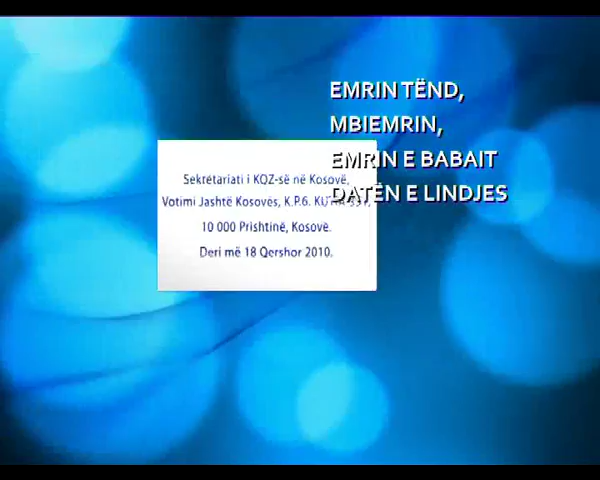 EMRIN TËND,
MBIEMRIN,
EMRIN E BABAIT
DATËN E LINDJES
Sekretariati i KQZ-së në Kosovë,
Votimi Jashtë Kosovës, K.P.6.
10 000 Prishtinë, Kosovë.
Deri më 18 Qershor 2010.